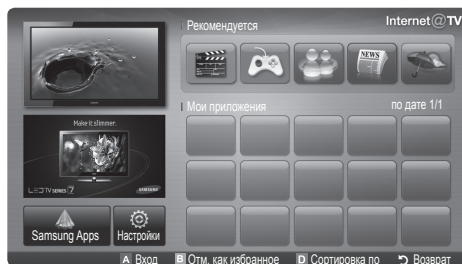 Internet@TV
Рекомендуется
NEWS
Мои приложения
по дате 1/1
Make it slimmer.
LED TV SERIES 7
SAMSUNG
Samsung Apps
Настройки
A Вход
B Отм. как избранное
D Сортировка по
Возврат